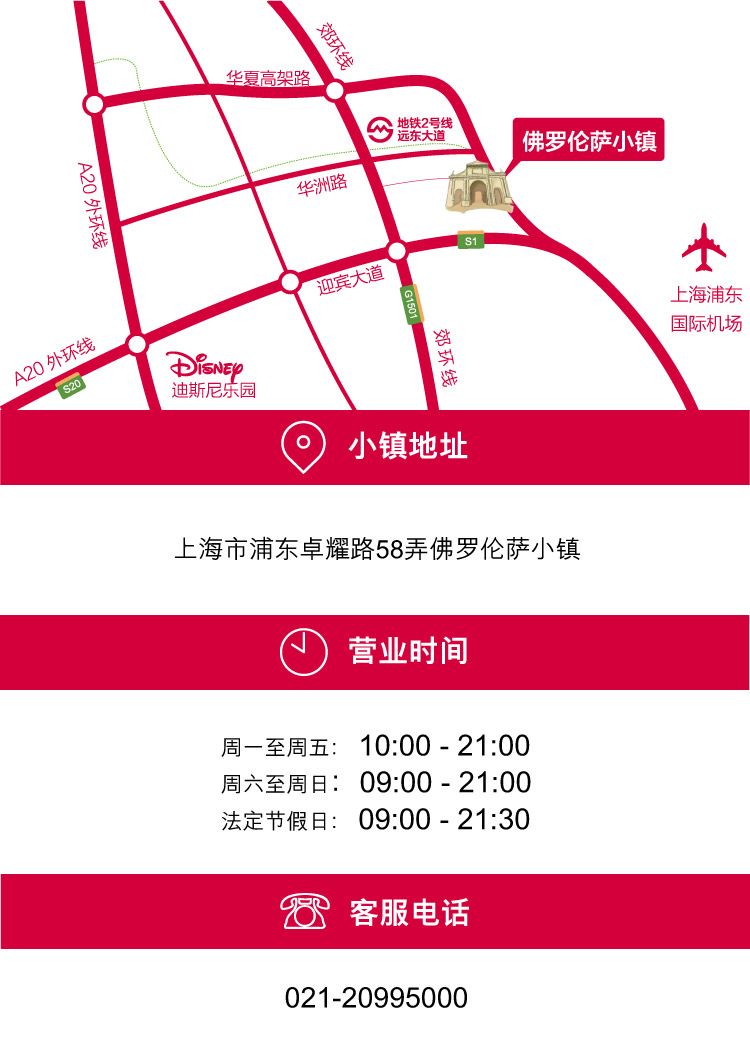 郊环线
华夏高架路
地铁2号线
远东大道
佛罗伦萨小镇
A20 外环线
华洲路
S1
迎宾大道
G1501
上海浦东
国际机场
A20 外环线
S20
Disney
迪斯尼乐园
郊环线
小镇地址
上海市浦东卓耀路58弄佛罗伦萨小镇
营业时间
周一至周五: 10:00 - 21:00
周六至周日: 09:00 - 21:00
法定节假日: 09:00 - 21:30
客服电话
021-20995000